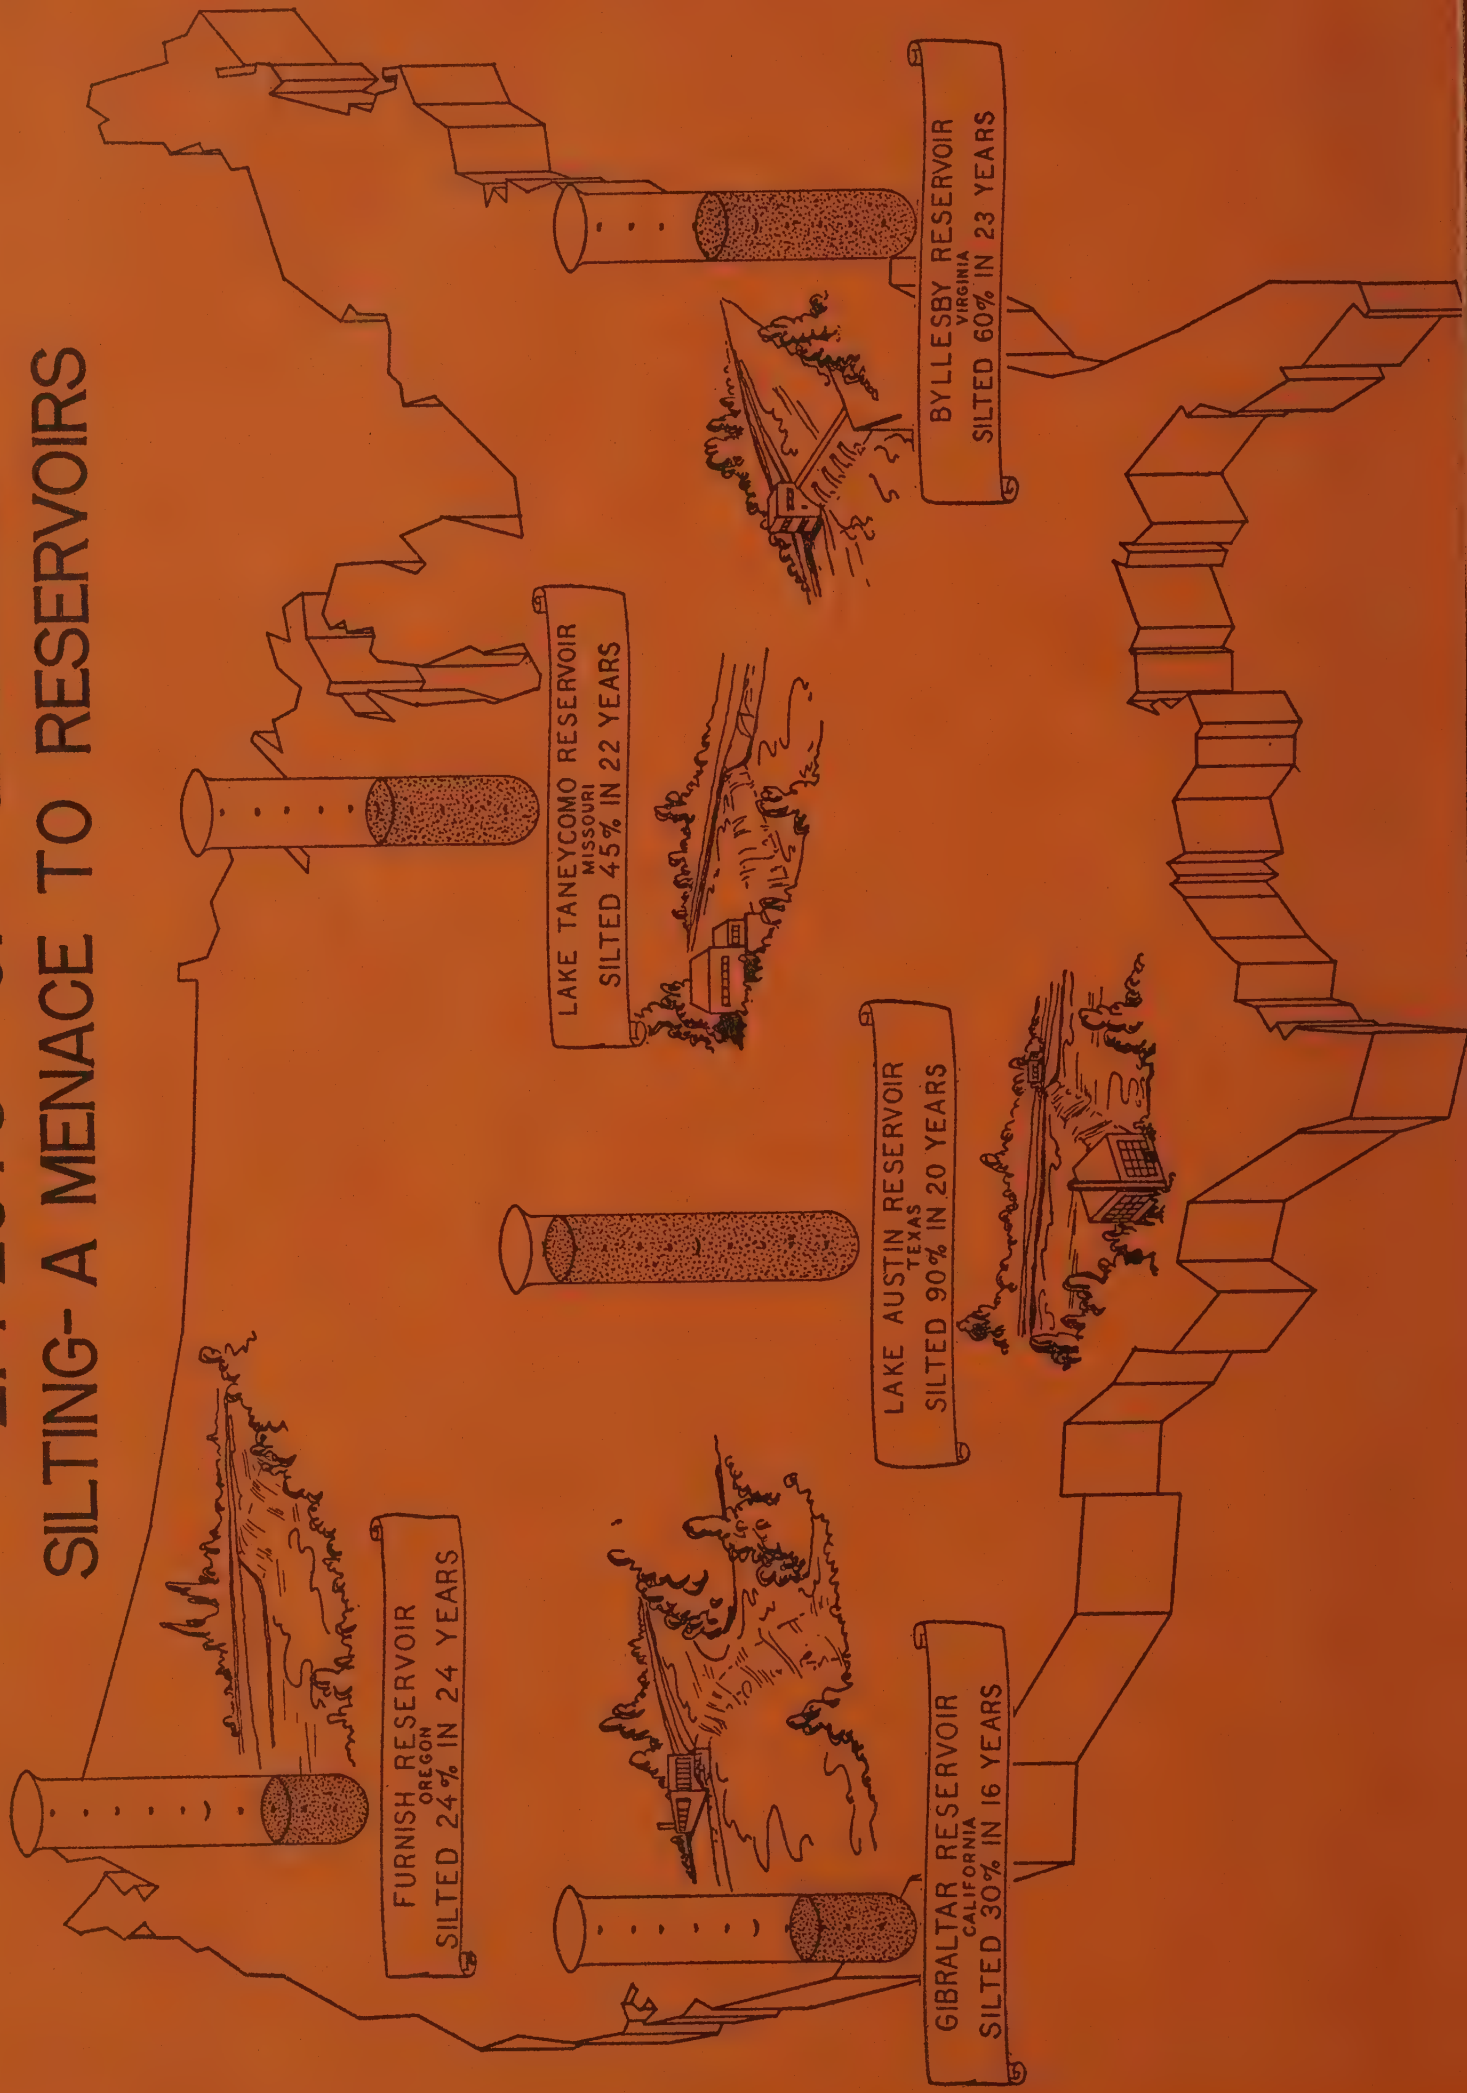 SILTING- A MENACE TO RESERVOIRS
FURNISH RESERVOIR
OREGON
SILTED 24% IN 24 YEARS
LAKE TANEYCOMO RESERVOIR
MISSOURI
SILTED 45% IN 22 YEARS
GIBRALTAR RESERVOIR
CALIFORNIA
SILTED 30% IN 16 YEARS
LAKE AUSTIN RESERVOIR
TEXAS
SILTED 90% IN 20 YEARS
BYLLESBY RESERVOIR
VIRGINIA
SILTED 60% IN 23 YEARS